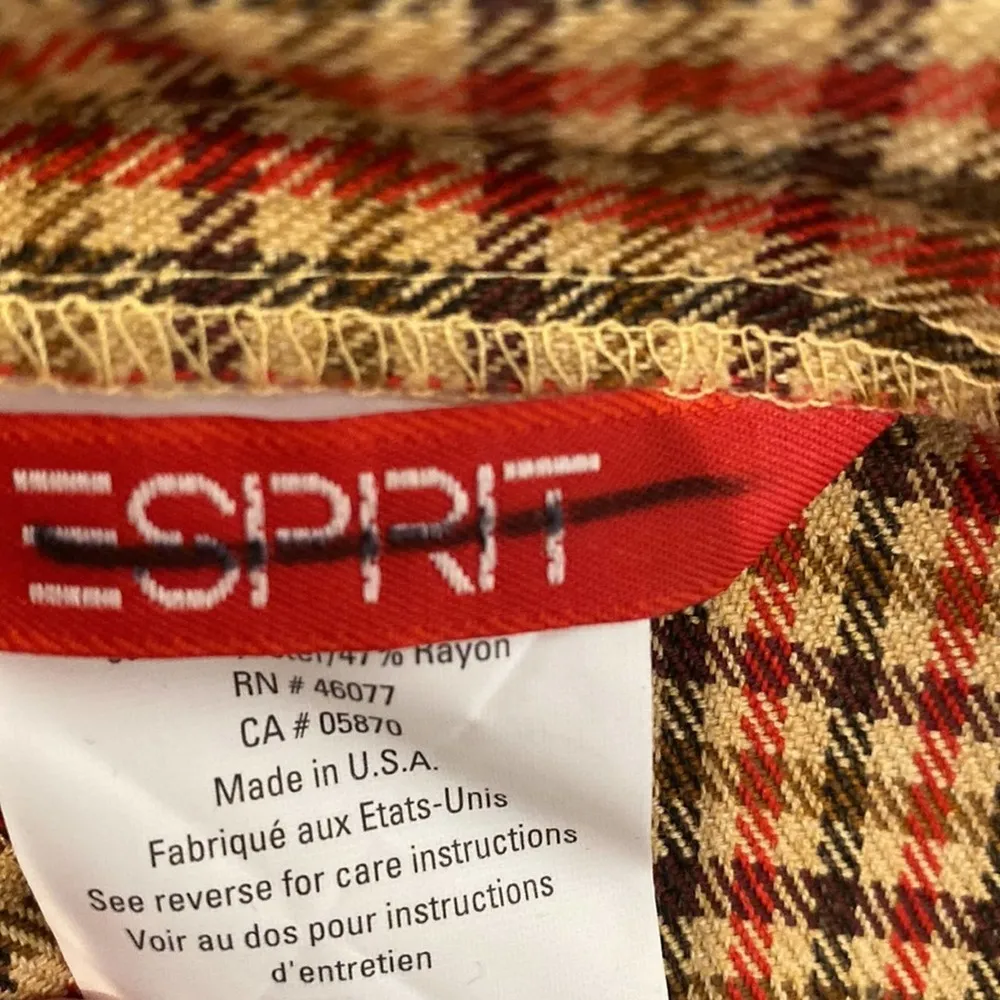 ESPRIT
47% Rayon
RN # 46077
CA # 05870
Made in U.S.A.
Fabriqué aux Etats-Unis
See reverse for care instructions
Voir au dos pour instructions
d'entretien